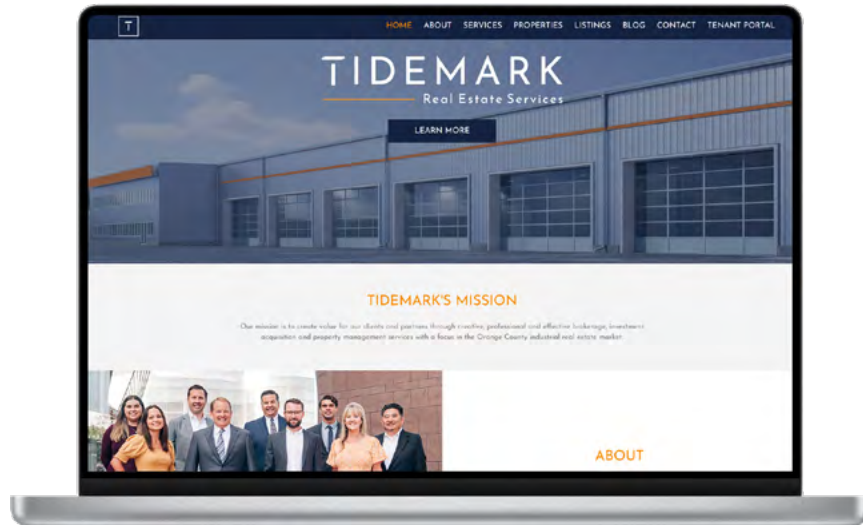 T
HOME ABOUT SERVICES PROPERTIES LISTINGS BLOG CONTACT TENANT PORTAL
TIDEMARK
Real Estate Services
LEARN MORE
TIDEMARK'S MISSION
Our mission is to create value for our clients and partners through creative, professional and effective brokerage, investment
acquisition and property management services with a focus in the Orange County industrial real estate market.
ABOUT